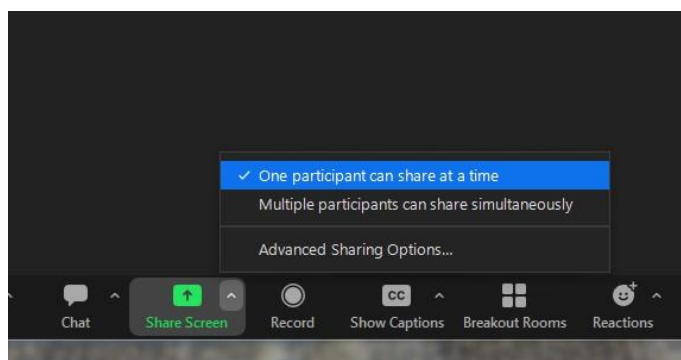 One participant can share at a time
Multiple participants can share simultaneously
Advanced Sharing Options...
CC
Chat
Share Screen
Record
Show Captions
Breakout Rooms
Reactions